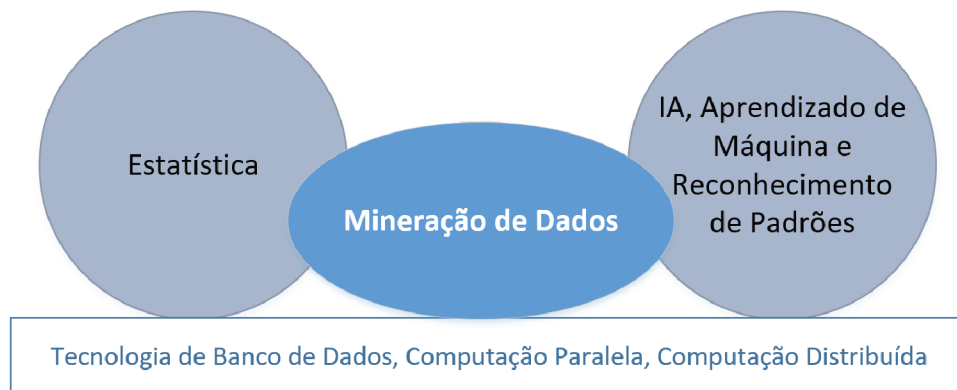 Estatística
IA, Aprendizado de
Máquina e
Reconhecimento
de Padrões
Mineração de Dados
Tecnologia de Banco de Dados, Computação Paralela, Computação Distribuída